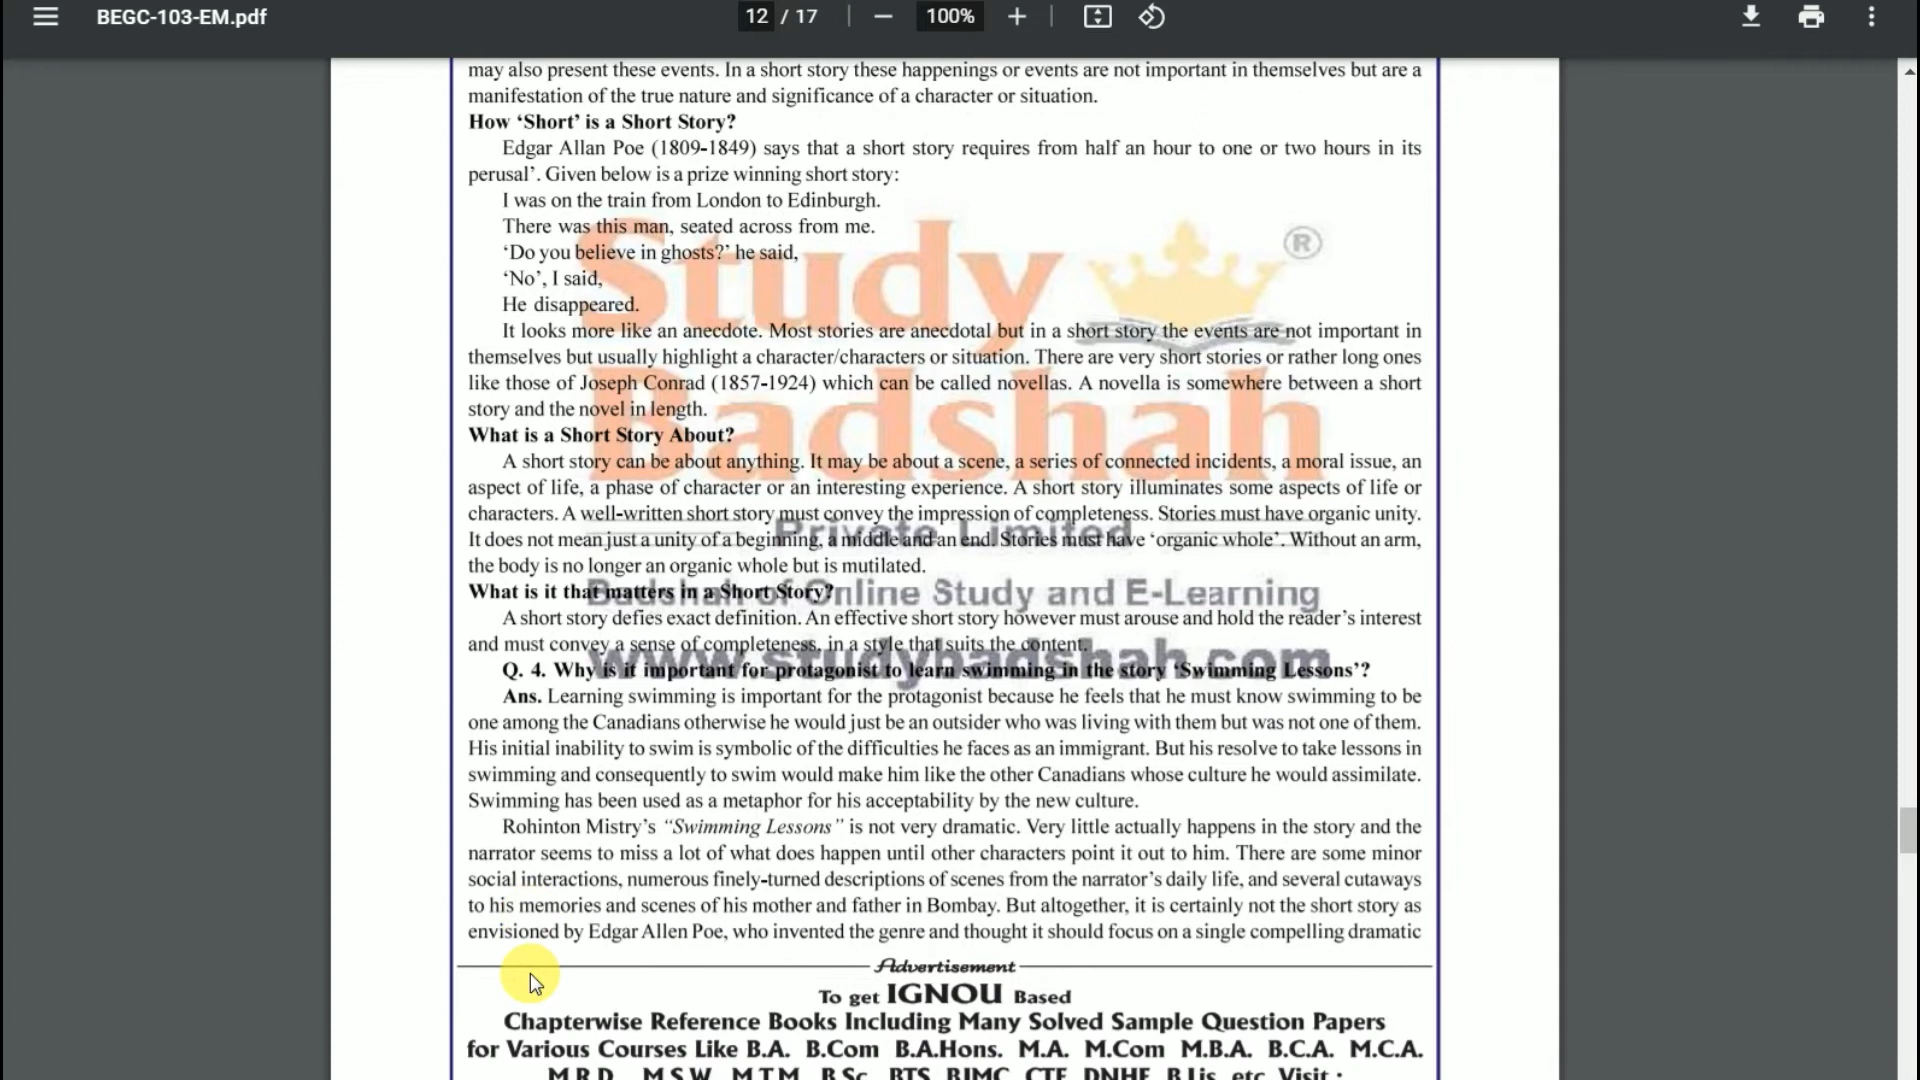 BEGC-103-EM.pdf
12 / 17
100%
may also present these events. In a short story these happenings or events are not important in themselves but are a
manifestation of the true nature and significance of a character or situation.
How ‘Short’ is a Short Story?
Edgar Allan Poe (1809-1849) says that a short story requires from half an hour to one or two hours in its
perusal’. Given below is a prize winning short story:
I was on the train from London to Edinburgh.
There was this man, seated across from me.
‘Do you believe in ghosts?’ he said,
‘No’, I said,
He disappeared.
It looks more like an anecdote. Most stories are anecdotal but in a short story the events are not important in
themselves but usually highlight a character/characters or situation. There are very short stories or rather long ones
like those of Joseph Conrad (1857-1924) which can be called novellas. A novella is somewhere between a short
story and the novel in length.
What is a Short Story About?
A short story can be about anything. It may be about a scene, a series of connected incidents, a moral issue, an
aspect of life, a phase of character or an interesting experience. A short story illuminates some aspects of life or
characters. A well-written short story must convey the impression of completeness. Stories must have organic unity.
It does not mean just a unity of a beginning, a middle and an end. Stories must have ‘organic whole’. Without an arm,
the body is no longer an organic whole but is mutilated.
What is it that matters in a Short Story?
A short story defies exact definition. An effective short story however must arouse and hold the reader’s interest
and must convey a sense of completeness, in a style that suits the content.
Q. 4. Why is it important for protagonist to learn swimming in the story ‘Swimming Lessons’?
Ans. Learning swimming is important for the protagonist because he feels that he must know swimming to be
one among the Canadians otherwise he would just be an outsider who was living with them but was not one of them.
His initial inability to swim is symbolic of the difficulties he faces as an immigrant. But his resolve to take lessons in
swimming and consequently to swim would make him like the other Canadians whose culture he would assimilate.
Swimming has been used as a metaphor for his acceptability by the new culture.
Rohinton Mistry’s “Swimming Lessons” is not very dramatic. Very little actually happens in the story and the
narrator seems to miss a lot of what does happen until other characters point it out to him. There are some minor
social interactions, numerous finely-turned descriptions of scenes from the narrator’s daily life, and several cutaways
to his memories and scenes of his mother and father in Bombay. But altogether, it is certainly not the short story as
envisioned by Edgar Allen Poe, who invented the genre and thought it should focus on a single compelling dramatic
Study
®
Badshah
Private Limited
Badshah of Online Study and E-Learning
www.studybadshah.com
Advertisement
To get IGNOU Based
Chapterwise Reference Books Including Many Solved Sample Question Papers
for Various Courses Like B.A. B.Com B.A.Hons. M.A. M.Com M.B.A. B.C.A. M.C.A.
M.R.D. M.S.W. M.T.M. B.Sc. BTS BJMC CTE DNHE B.Lis. etc. Visit :